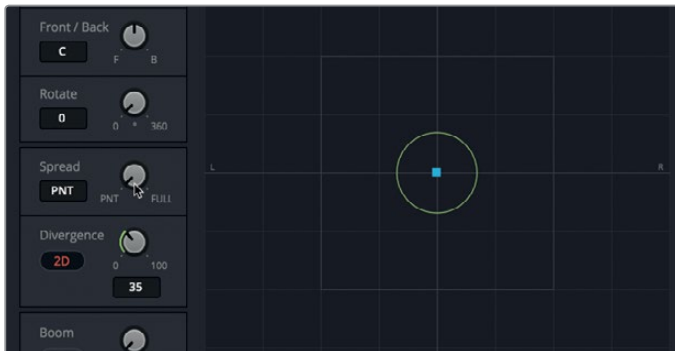 Front / Back
C
F B
Rotate
0
0 ° 360
Spread
PNT
PNT FULL
Divergence
2D
0 100
35
Boom
L R